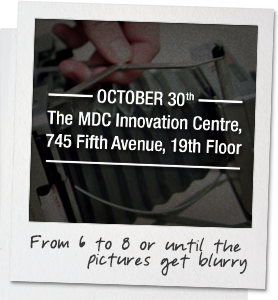 OCTOBER 30th
The MDC Innovation Centre,
745 Fifth Avenue, 19th Floor
From 6 to 8 or until the
pictures get blurry